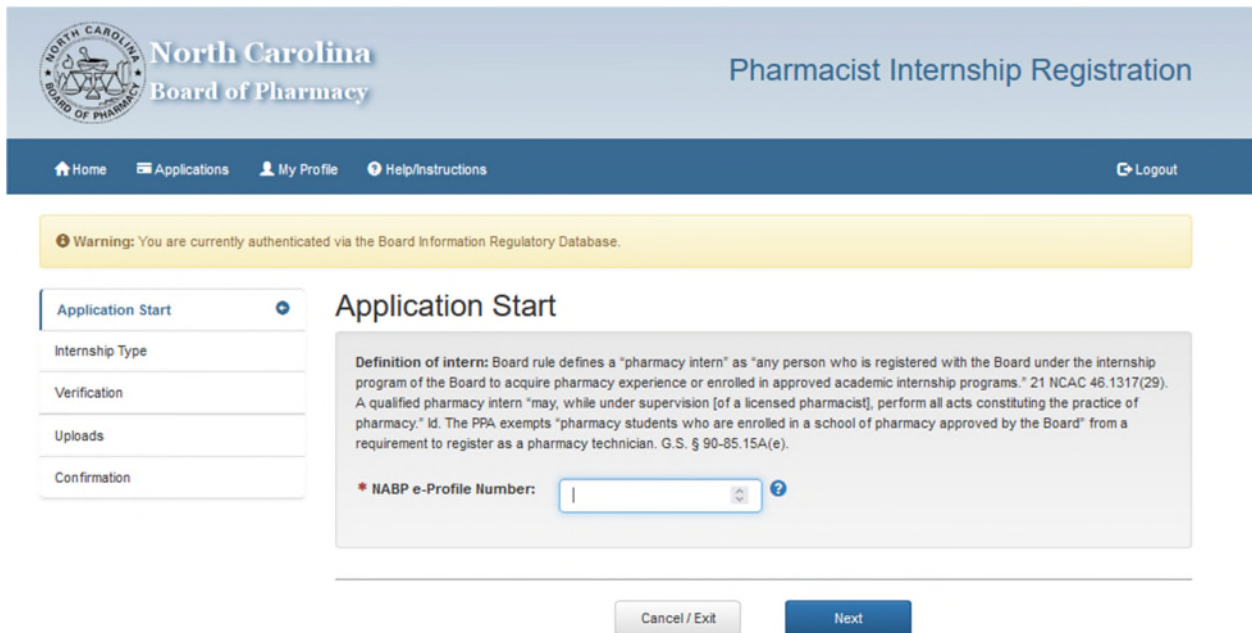 NORTH CAROLINA
BOARD OF PHARMACY
North Carolina
Board of Pharmacy
Pharmacist Internship Registration
Home Applications My Profile Help/Instructions Logout
Warning: You are currently authenticated via the Board Information Regulatory Database.
Application Start
Internship Type
Verification
Uploads
Confirmation
Application Start
Definition of intern: Board rule defines a "pharmacy intern" as "any person who is registered with the Board under the internship
program of the Board to acquire pharmacy experience or enrolled in approved academic internship programs." 21 NCAC 46.1317(29).
A qualified pharmacy intern "may, while under supervision [of a licensed pharmacist], perform all acts constituting the practice of
pharmacy." Id. The PPA exempts "pharmacy students who are enrolled in a school of pharmacy approved by the Board" from a
requirement to register as a pharmacy technician. G.S. § 90-85.15A(e).
* NABP e-Profile Number:
Cancel / Exit Next